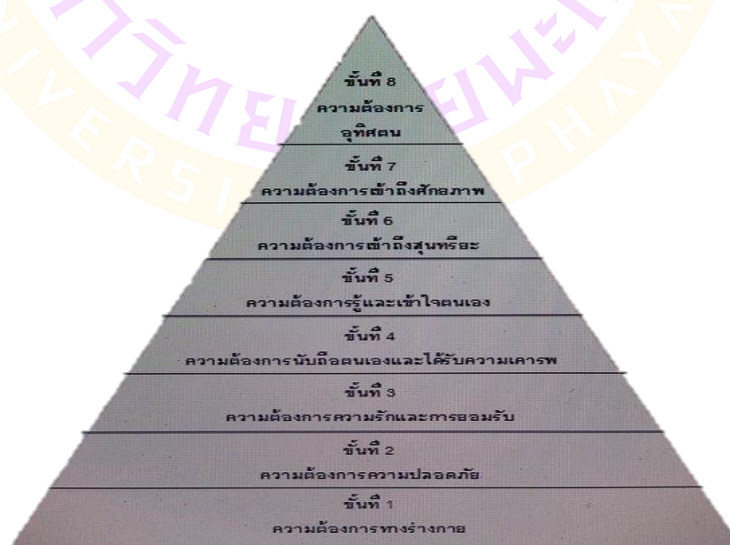 ขั้นที่ 8
ความต้องการ
อุทิศตน
ขั้นที่ 7
ความต้องการเข้าถึงศักยภาพ
ขั้นที่ 6
ความต้องการเข้าถึงสุนทรียะ
ขั้นที่ 5
ความต้องการรู้และเข้าใจตนเอง
ขั้นที่ 4
ความต้องการนับถือตนเองและได้รับความเคารพ
ขั้นที่ 3
ความต้องการความรักและการยอมรับ
ขั้นที่ 2
ความต้องการความปลอดภัย
ขั้นที่ 1
ความต้องการทางร่างกาย